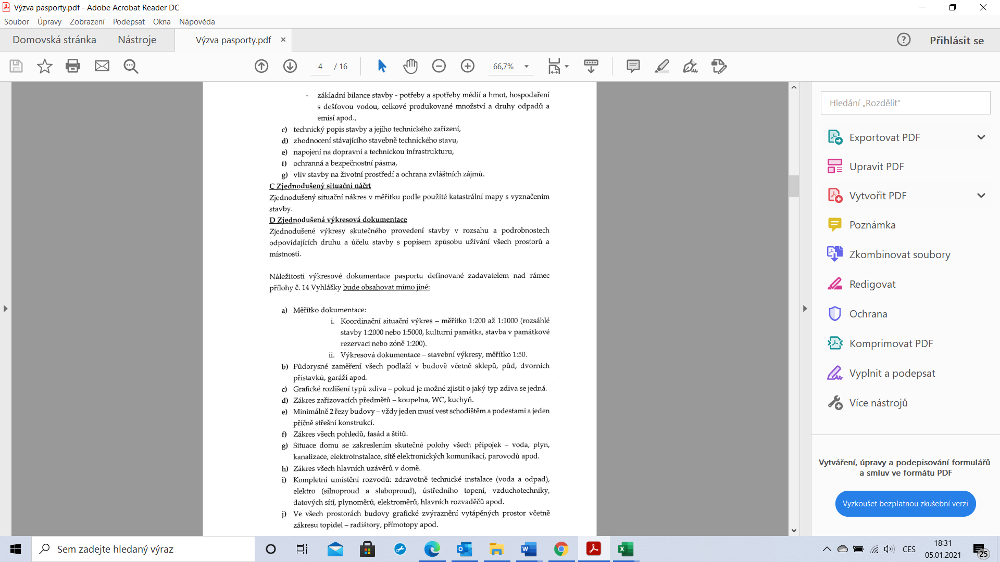 Výzva pasporty.pdf - Adobe Acrobat Reader DC
Soubor Úpravy Zobrazení Podepsat Okna Nápověda
Domovská stránka Nástroje Výzva pasporty.pdf × ? Přihlásit se
4 / 16 66,7%
- základní bilance stavby - potřeby a spotřeby médií a hmot, hospodaření
s dešťovou vodou, celkové produkované množství a druhy odpadů a
emisí apod.,
c) technický popis stavby a jejího technického zařízení,
d) zhodnocení stávajícího stavebně technického stavu,
e) napojení na dopravní a technickou infrastrukturu,
f) ochranná a bezpečnostní pásma,
g) vliv stavby na životní prostředí a ochrana zvláštních zájmů.
C Zjednodušený situační náčrt
Zjednodušený situační nákres v měřítku podle použité katastrální mapy s vyznačením
stavby.
D Zjednodušená výkresová dokumentace
Zjednodušené výkresy skutečného provedení stavby v rozsahu a podrobnostech
odpovídajících druhu a účelu stavby s popisem způsobu užívání všech prostorů a
místností.
Náležitosti výkresové dokumentace pasportu definované zadavatelem nad rámec
přílohy č. 14 Vyhlášky bude obsahovat mimo jiné:
a) Měřítko dokumentace:
i. Koordinační situační výkres – měřítko 1:200 až 1:1000 (rozsáhlé
stavby 1:2000 nebo 1:5000, kulturní památka, stavba v památkové
rezervaci nebo zóně 1:200).
ii. Výkresová dokumentace – stavební výkresy, měřítko 1:50.
b) Půdorysné zaměření všech podlaží v budově včetně sklepů, půd, dvorních
přístavků, garáží apod.
c) Grafické rozlišení typů zdiva – pokud je možné zjistit o jaký typ zdiva se jedná.
d) Zákres zařizovacích předmětů – koupelna, WC, kuchyň.
e) Minimálně 2 řezy budovy – vždy jeden musí vest schodištěm a podestami a jeden
příčně střešní konstrukcí.
f) Zákres všech pohledů, fasád a štítů.
g) Situace domu se zakreslením skutečné polohy všech přípojek – voda, plyn,
kanalizace, elektroinstalace, sítě elektronických komunikací, parovodů apod.
h) Zákres všech hlavních uzávěrů v domě.
i) Kompletní umístění rozvodů: zdravotně technické instalace (voda a odpad),
elektro (silnoproud a slaboproud), ústředního topení, vzduchotechniky,
datových sítí, plynoměrů, elektroměrů, hlavních rozvaděčů apod.
j) Ve všech prostorách budovy grafické zvýraznění vytápěných prostor včetně
zákresu topidel – radiátory, přímotopy apod.
Hledání „Rozdělit“
Exportovat PDF
Upravit PDF
Vytvořit PDF
Poznámka
Zkombinovat soubory
Redigovat
Ochrana
Komprimovat PDF
Vyplnit a podepsat
Více nástrojů
Vytváření, úpravy a podepisování formulářů
a smluv ve formátu PDF
Vyzkoušet bezplatnou zkušební verzi
Sem zadejte hledaný výraz
CES
18:31
05.01.2021
25